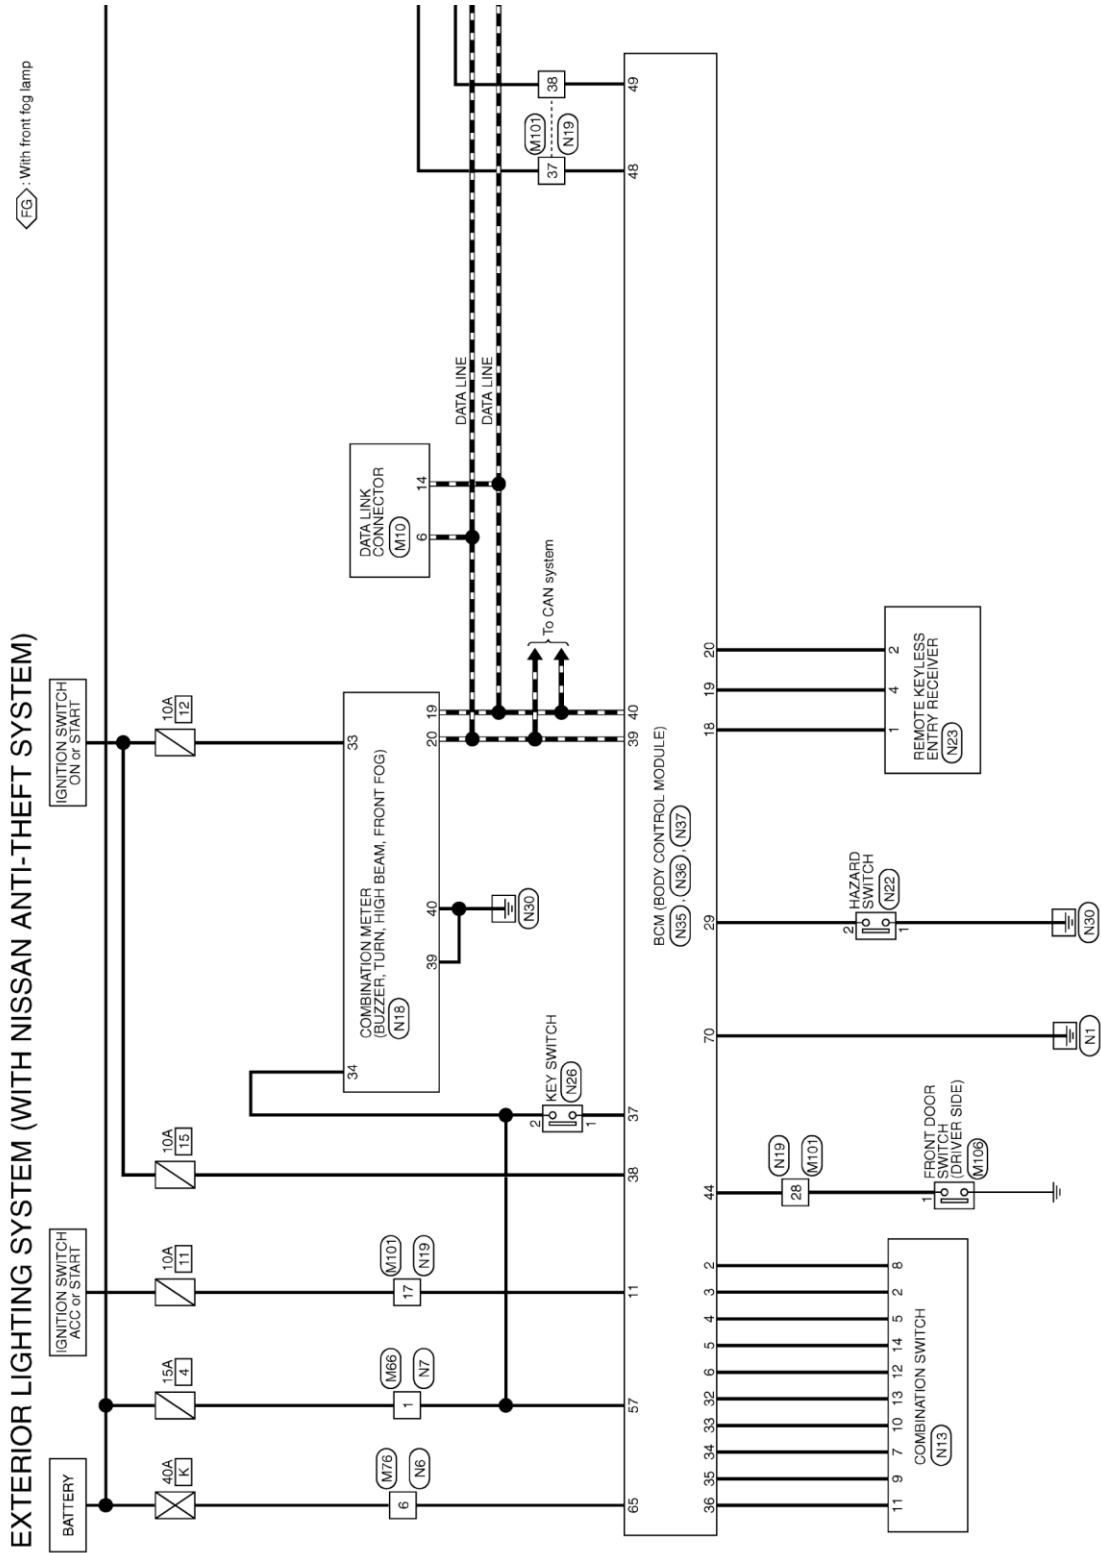 EXTERIOR LIGHTING SYSTEM (WITH NISSAN ANTI-THEFT SYSTEM)
FG : With front fog lamp
BATTERY
IGNITION SWITCH
ACC or START
IGNITION SWITCH
ON or START
40A
K
15A
4
10A
11
10A
15
10A
12
M76
N6
6
M66
N7
1
M101
N19
17
34
33
COMBINATION METER
(BUZZER, TURN, HIGH BEAM, FRONT FOG)
N18
39
40
20
19
N30
DATA LINK
CONNECTOR
M10
6
14
DATA LINE
DATA LINE
To CAN system
KEY SWITCH
N26
2
1
M101
N19
37
38
65
57
11
38
37
39
40
48
49
BCM (BODY CONTROL MODULE)
N35 , N36 , N37
36
35
34
33
32
6
5
4
3
2
44
70
29
18
19
20
11
9
7
10
13
12
14
5
2
8
COMBINATION SWITCH
N13
N19
M101
28
FRONT DOOR
SWITCH
(DRIVER SIDE)
M106
1
N1
HAZARD
SWITCH
N22
2
1
N30
1
4
2
REMOTE KEYLESS
ENTRY RECEIVER
N23